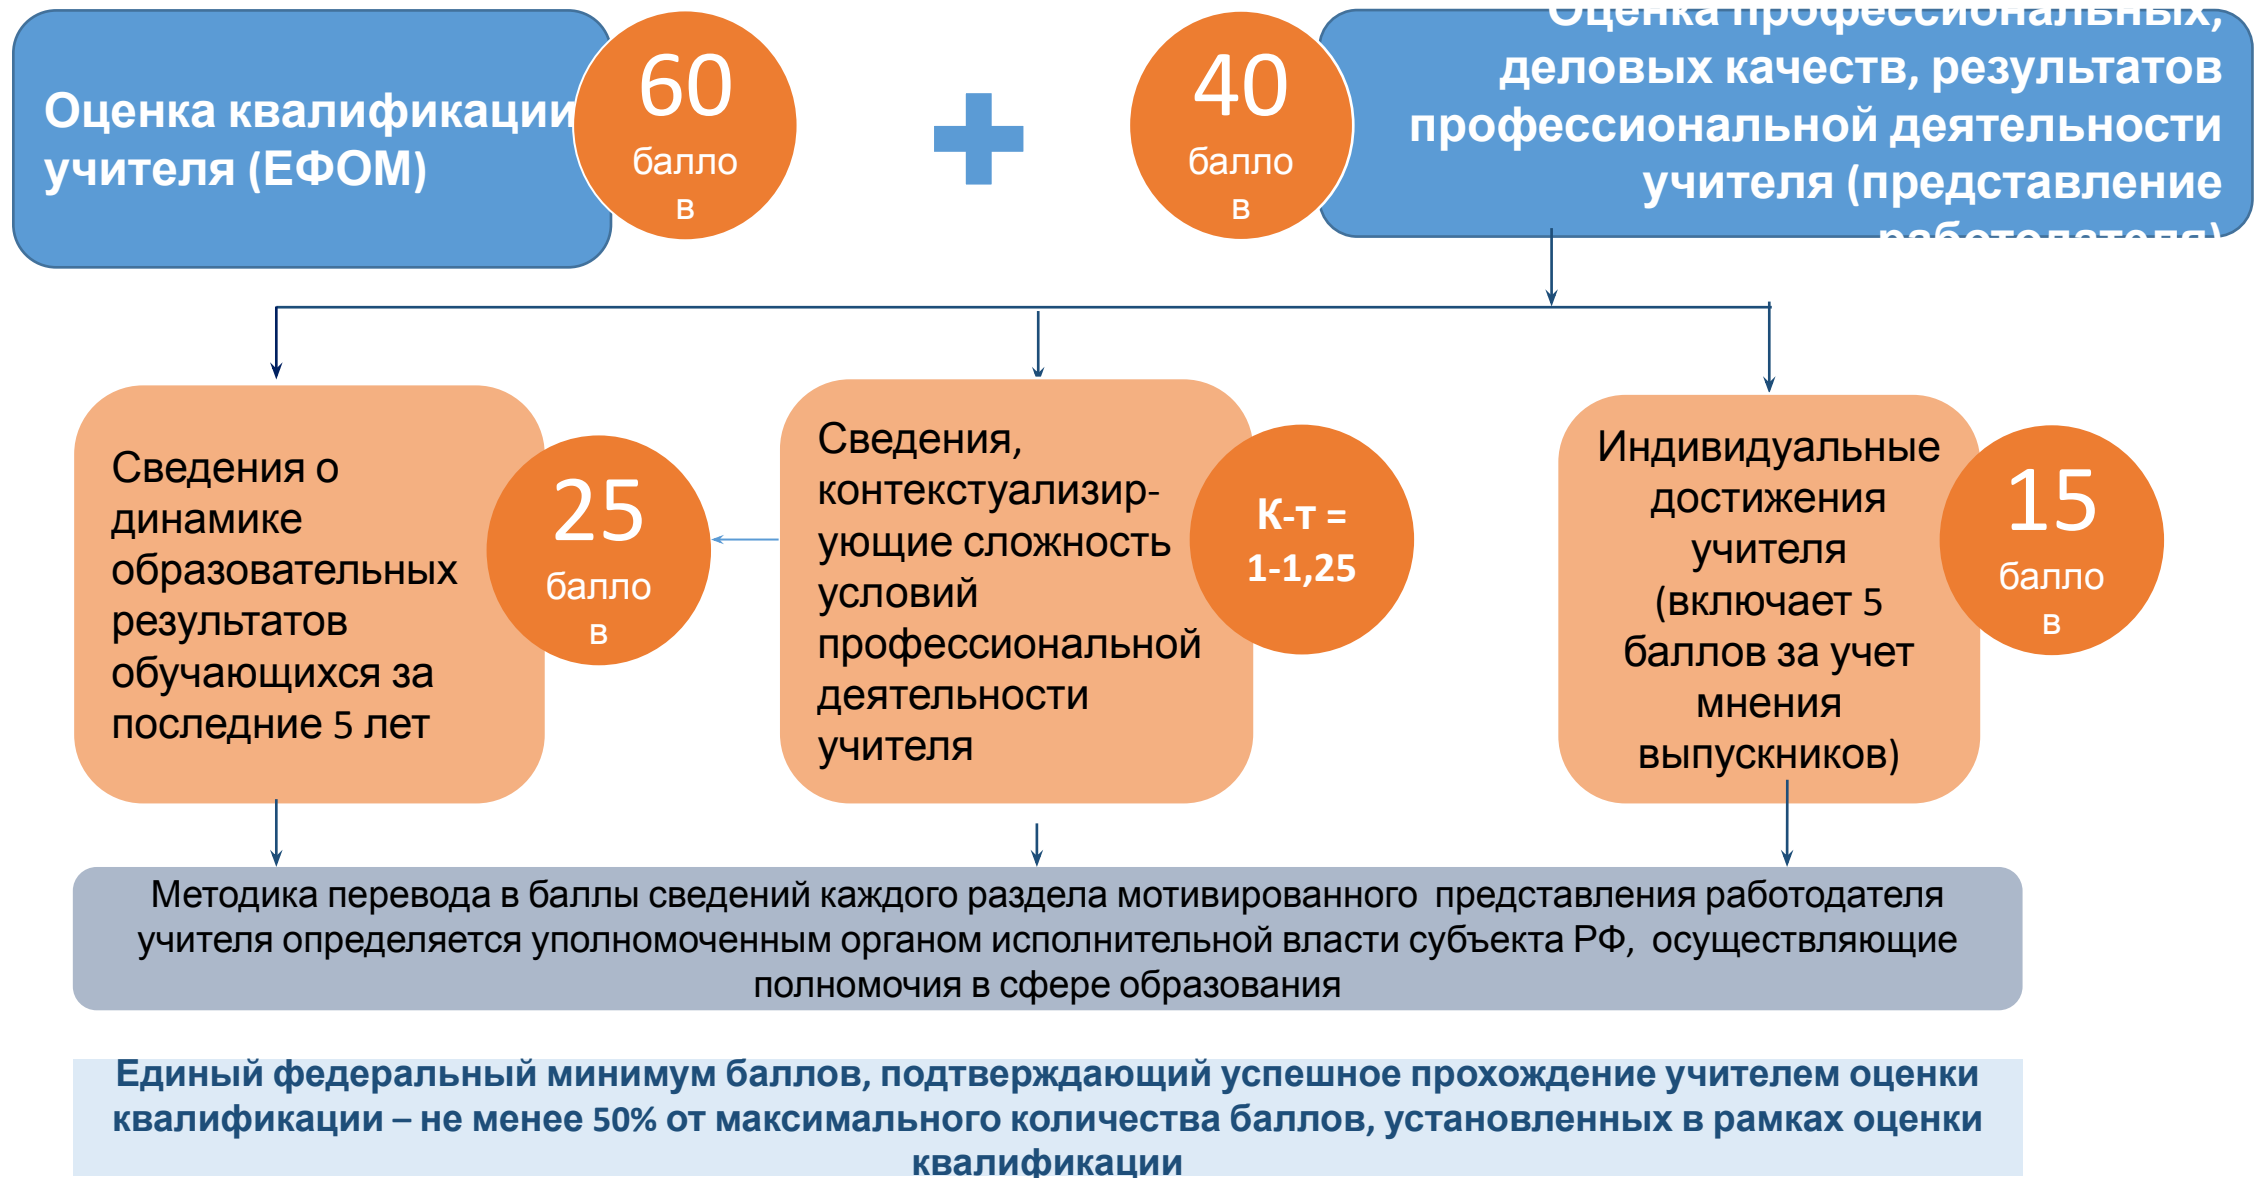 Оценка квалификации
учителя (ЕФОМ)
60
балло
в
40
балло
в
Оценка профессиональных,
деловых качеств, результатов
профессиональной деятельности
учителя (представление
работодателя)
Сведения о
динамике
образовательных
результатов
обучающихся за
последние 5 лет
25
балло
в
Сведения,
контекстуализир-
ующие сложность
условий
профессиональной
деятельности
учителя
К-т =
1-1,25
Индивидуальные
достижения
учителя
(включает 5
баллов за учет
мнения
выпускников)
15
балло
в
Методика перевода в баллы сведений каждого раздела мотивированного представления работодателя
учителя определяется уполномоченным органом исполнительной власти субъекта РФ, осуществляющие
полномочия в сфере образования
Единый федеральный минимум баллов, подтверждающий успешное прохождение учителем оценки
квалификации – не менее 50% от максимального количества баллов, установленных в рамках оценки
квалификации